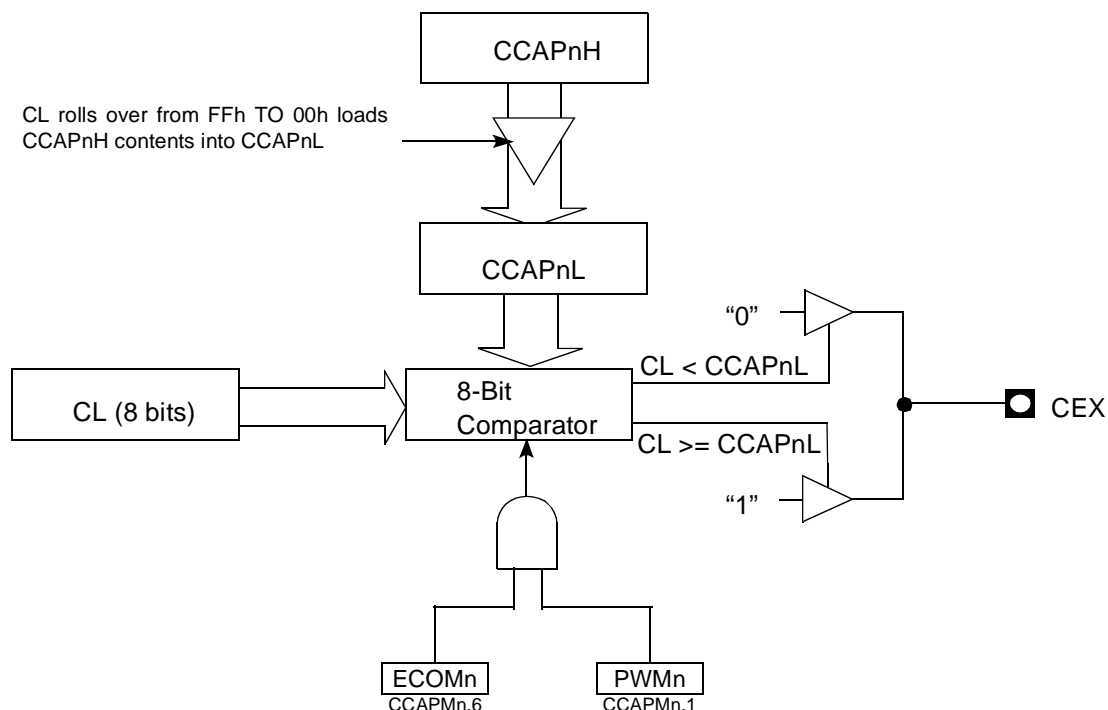 CCAPnH
CL rolls over from FFh TO 00h loads
CCAPnH contents into CCAPnL
CCAPnL
“0”
CL < CCAPnL
CL (8 bits)
8-Bit
Comparator
CEX
CL >= CCAPnL
“1”
ECOMn
CCAPMn.6
PWMn
CCAPMn.1